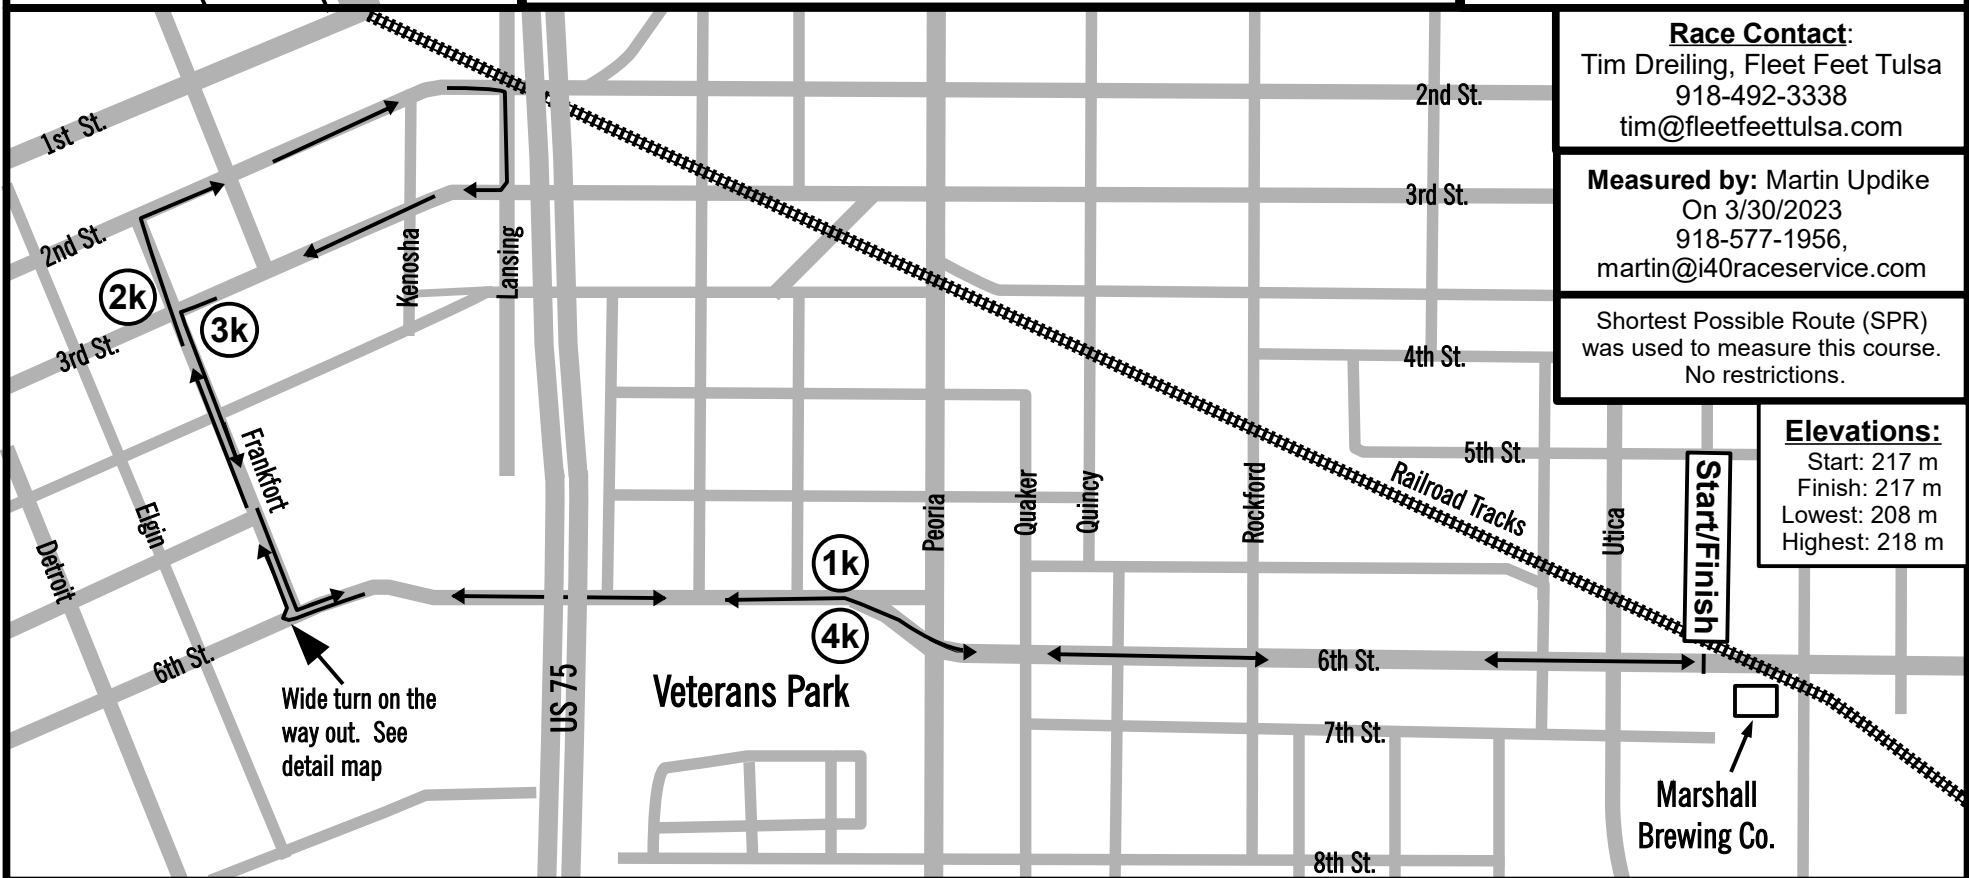 Race Contact:
Tim Dreiling, Fleet Feet Tulsa
918-492-3338
tim@fleetfeettulsa.com
Measured by: Martin Updike
On 3/30/2023
918-577-1956,
martin@i40raceservice.com
Shortest Possible Route (SPR)
was used to measure this course.
No restrictions.
Elevations:
Start: 217 m
Finish: 217 m
Lowest: 208 m
Highest: 218 m
1st St.
2nd St.
2nd St.
3rd St.
3rd St.
Kenosha
Lansing
2k
3k
4th St.
5th St.
Frankfort
Elgin
Detroit
Peoria
Quaker
Quincy
Rockford
Railroad Tracks
Utica
Start/Finish
1k
4k
6th St.
6th St.
US 75
Veterans Park
Wide turn on the
way out. See
detail map
7th St.
Marshall
Brewing Co.
8th St.